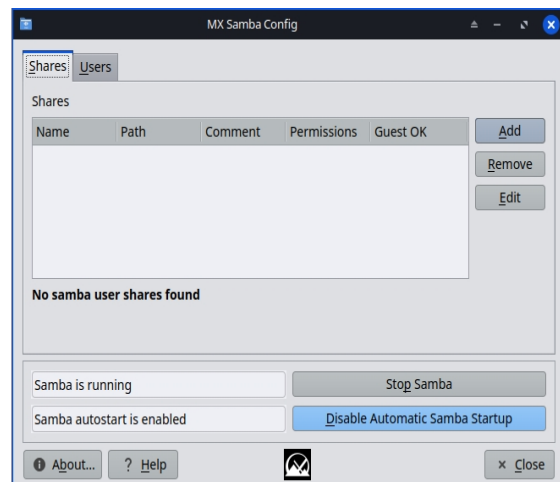 MX Samba Config
Shares Users
Shares
Name Path Comment Permissions Guest OK
Add
Remove
Edit
No samba user shares found
Samba is running
Stop Samba
Samba autostart is enabled
Disable Automatic Samba Startup
About... ? Help
Close